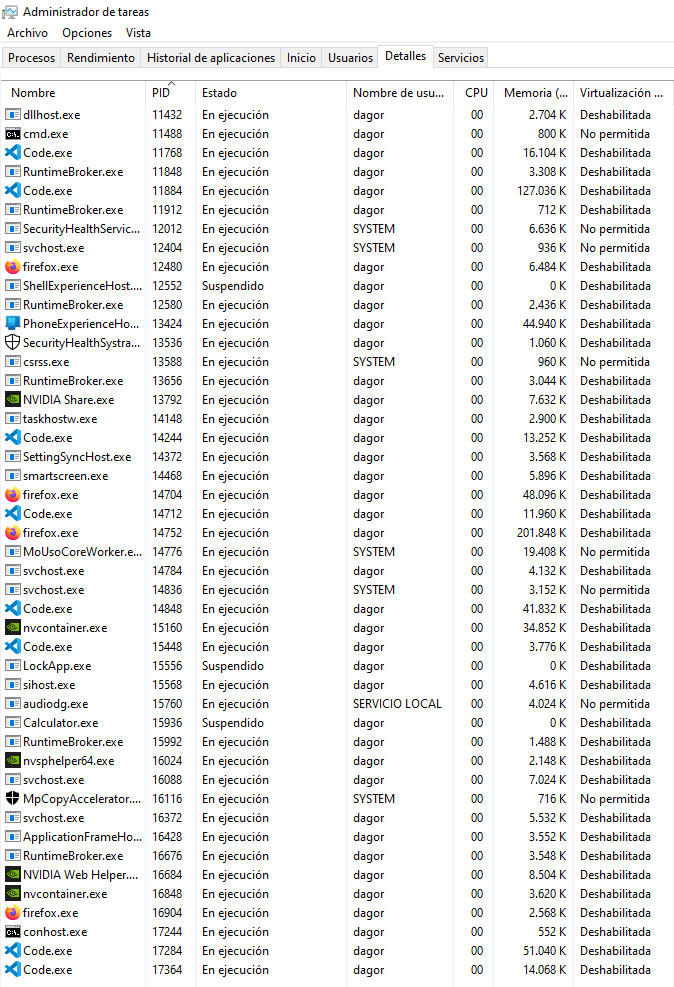 Administrador de tareas
Archivo Opciones Vista
Procesos Rendimiento Historial de aplicaciones Inicio Usuarios Detalles Servicios
Nombre PID Estado Nombre de usu... CPU Memoria (... Virtualización ...
dllhost.exe 11432 En ejecución dagor 00 2.704 K Deshabilitada
cmd.exe 11488 En ejecución dagor 00 800 K No permitida
Code.exe 11768 En ejecución dagor 00 16.104 K Deshabilitada
RuntimeBroker.exe 11848 En ejecución dagor 00 3.308 K Deshabilitada
Code.exe 11884 En ejecución dagor 00 127.036 K Deshabilitada
RuntimeBroker.exe 11912 En ejecución dagor 00 712 K Deshabilitada
SecurityHealthServic... 12012 En ejecución SYSTEM 00 6.636 K No permitida
svchost.exe 12404 En ejecución SYSTEM 00 936 K No permitida
firefox.exe 12480 En ejecución dagor 00 6.484 K Deshabilitada
ShellExperienceHost.... 12552 Suspendido dagor 00 0 K Deshabilitada
RuntimeBroker.exe 12580 En ejecución dagor 00 2.436 K Deshabilitada
PhoneExperienceHo... 13424 En ejecución dagor 00 44.940 K Deshabilitada
SecurityHealthSystra... 13536 En ejecución dagor 00 1.060 K Deshabilitada
csrss.exe 13588 En ejecución SYSTEM 00 960 K No permitida
RuntimeBroker.exe 13656 En ejecución dagor 00 3.044 K Deshabilitada
NVIDIA Share.exe 13792 En ejecución dagor 00 7.632 K Deshabilitada
taskhostw.exe 14148 En ejecución dagor 00 2.900 K Deshabilitada
Code.exe 14244 En ejecución dagor 00 13.252 K Deshabilitada
SettingSyncHost.exe 14372 En ejecución dagor 00 3.568 K Deshabilitada
smartscreen.exe 14468 En ejecución dagor 00 5.896 K Deshabilitada
firefox.exe 14704 En ejecución dagor 00 48.096 K Deshabilitada
Code.exe 14712 En ejecución dagor 00 11.960 K Deshabilitada
firefox.exe 14752 En ejecución dagor 00 201.848 K Deshabilitada
MoUsoCoreWorker.e... 14776 En ejecución SYSTEM 00 19.408 K No permitida
svchost.exe 14784 En ejecución dagor 00 4.132 K Deshabilitada
svchost.exe 14836 En ejecución SYSTEM 00 3.152 K No permitida
Code.exe 14848 En ejecución dagor 00 41.832 K Deshabilitada
nvcontainer.exe 15160 En ejecución dagor 00 34.852 K Deshabilitada
Code.exe 15448 En ejecución dagor 00 3.776 K Deshabilitada
LockApp.exe 15556 Suspendido dagor 00 0 K Deshabilitada
sihost.exe 15568 En ejecución dagor 00 4.616 K Deshabilitada
audiodg.exe 15760 En ejecución SERVICIO LOCAL 00 4.024 K No permitida
Calculator.exe 15936 Suspendido dagor 00 0 K Deshabilitada
RuntimeBroker.exe 15992 En ejecución dagor 00 1.488 K Deshabilitada
nvsphelper64.exe 16024 En ejecución dagor 00 2.148 K Deshabilitada
svchost.exe 16088 En ejecución dagor 00 7.024 K Deshabilitada
MpCopyAccelerator.... 16116 En ejecución SYSTEM 00 716 K No permitida
svchost.exe 16372 En ejecución dagor 00 5.532 K Deshabilitada
ApplicationFrameHo... 16428 En ejecución dagor 00 3.552 K Deshabilitada
RuntimeBroker.exe 16676 En ejecución dagor 00 3.548 K Deshabilitada
NVIDIA Web Helper.... 16684 En ejecución dagor 00 8.504 K Deshabilitada
nvcontainer.exe 16848 En ejecución dagor 00 3.620 K Deshabilitada
firefox.exe 16904 En ejecución dagor 00 2.568 K Deshabilitada
conhost.exe 17244 En ejecución dagor 00 552 K Deshabilitada
Code.exe 17284 En ejecución dagor 00 51.040 K Deshabilitada
Code.exe 17364 En ejecución dagor 00 14.068 K Deshabilitada